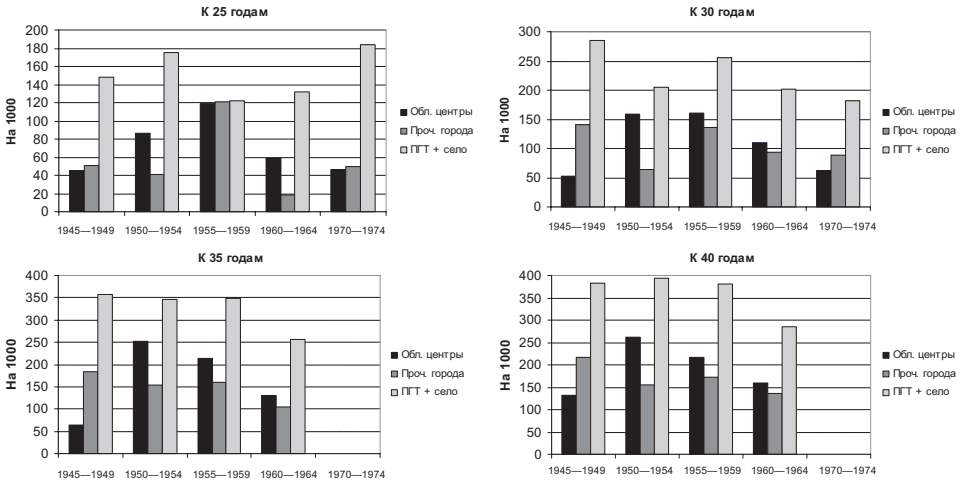 К 25 годам
На 1000
200
180
160
140
120
100
80
60
40
20
0
1945—1949 1950—1954 1955—1959 1960—1964 1970—1974
Обл. центры
Проч. города
ПГТ + село
К 30 годам
На 1000
300
250
200
150
100
50
0
1945—1949 1950—1954 1955—1959 1960—1964 1970—1974
Обл. центры
Проч. города
ПГТ + село
К 35 годам
На 1000
400
350
300
250
200
150
100
50
0
1945—1949 1950—1954 1955—1959 1960—1964 1970—1974
Обл. центры
Проч. города
ПГТ + село
К 40 годам
На 1000
400
350
300
250
200
150
100
50
0
1945—1949 1950—1954 1955—1959 1960—1964 1970—1974
Обл. центры
Проч. города
ПГТ + село